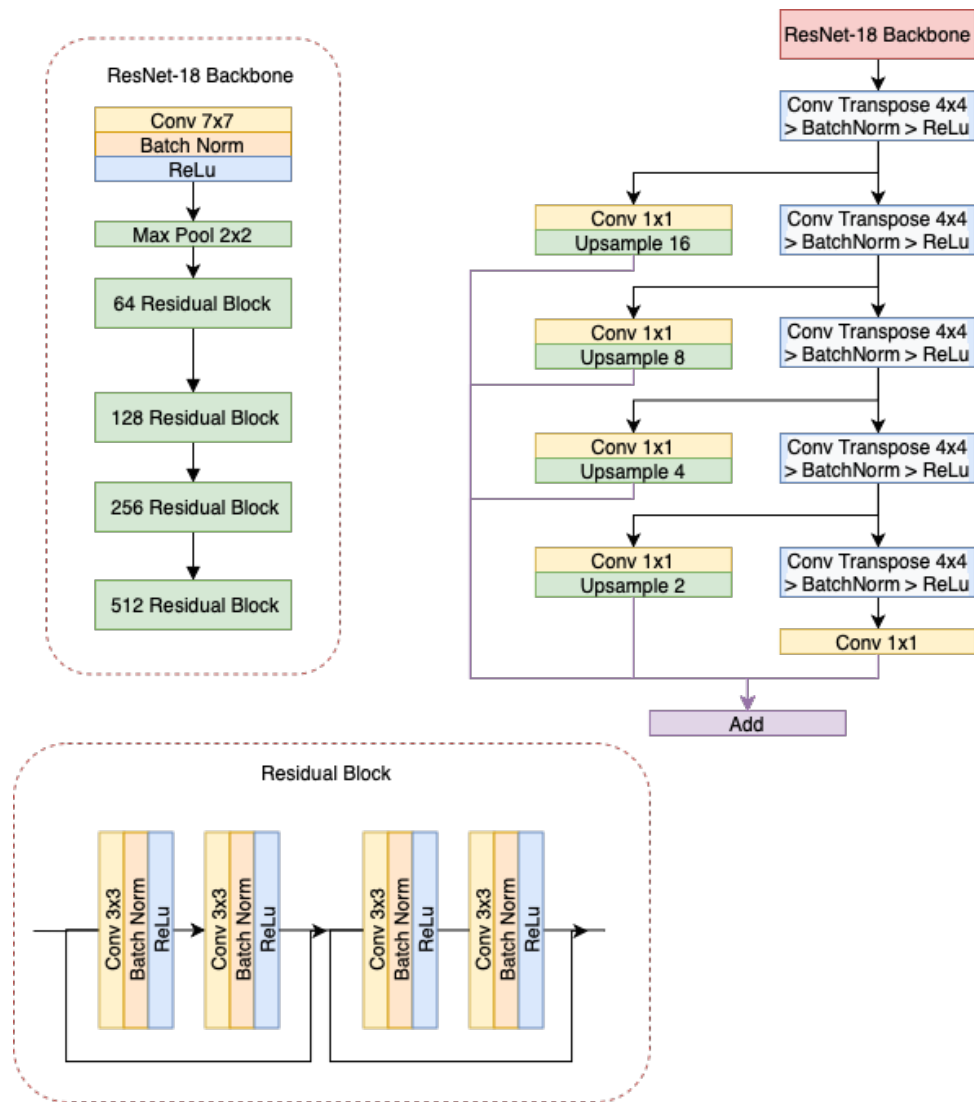 ResNet-18 Backbone
Conv 7x7
Batch Norm
ReLu
Max Pool 2x2
64 Residual Block
128 Residual Block
256 Residual Block
512 Residual Block
ResNet-18 Backbone
Conv Transpose 4x4
> BatchNorm > ReLu
Conv 1x1
Upsample 16
Conv Transpose 4x4
> BatchNorm > ReLu
Conv 1x1
Upsample 8
Conv Transpose 4x4
> BatchNorm > ReLu
Conv 1x1
Upsample 4
Conv Transpose 4x4
> BatchNorm > ReLu
Conv 1x1
Upsample 2
Conv Transpose 4x4
> BatchNorm > ReLu
Conv 1x1
Add
Residual Block
Conv 3x3
Batch Norm
ReLu
Conv 3x3
Batch Norm
ReLu
Conv 3x3
Batch Norm
ReLu
Conv 3x3
Batch Norm
ReLu